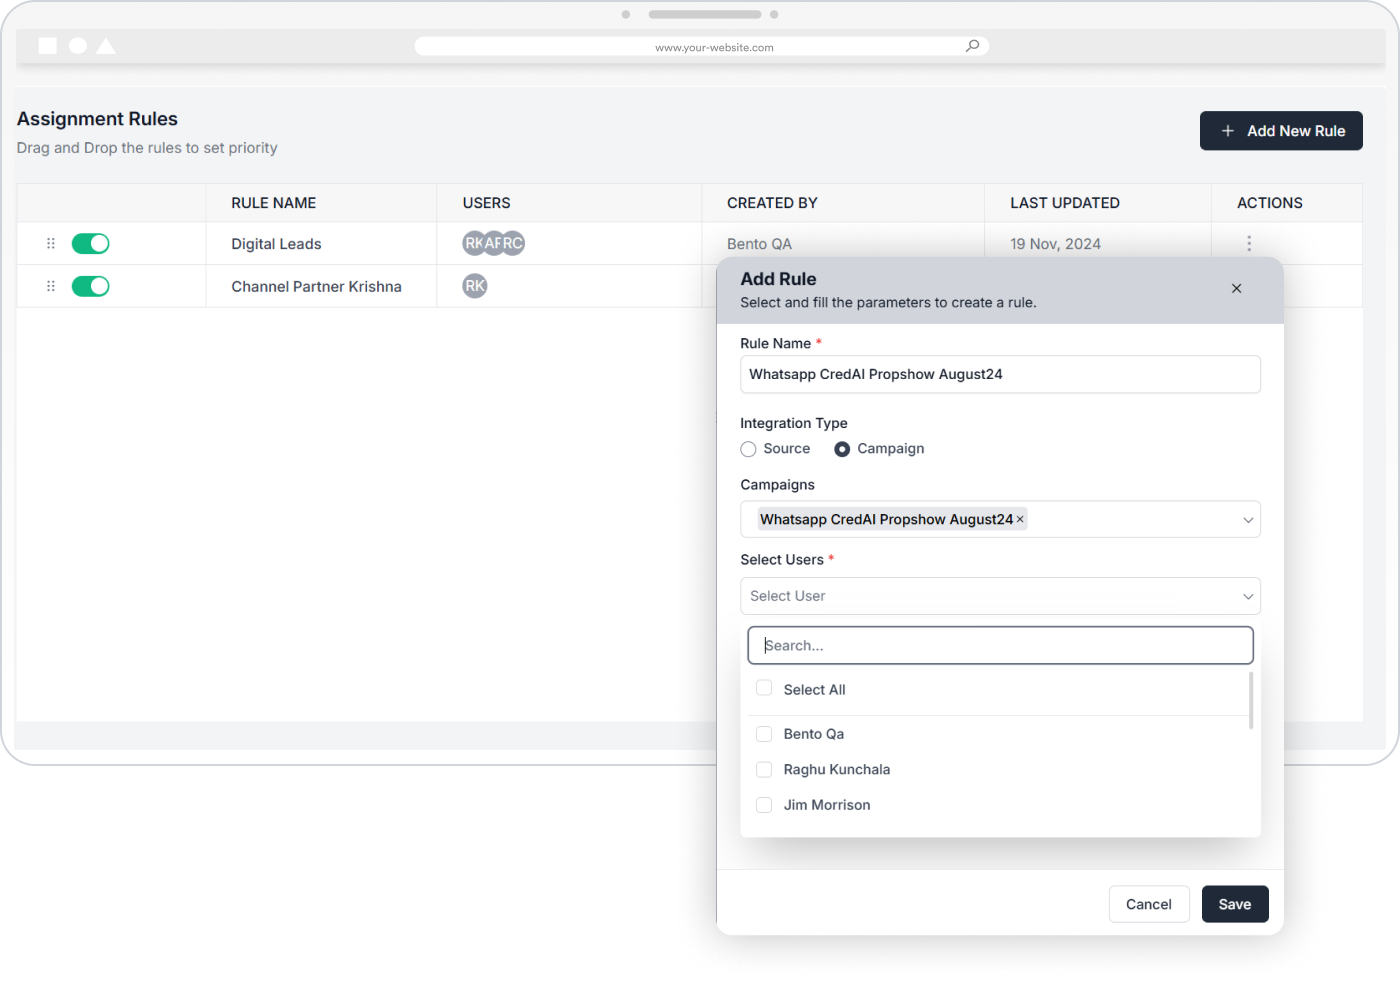 www.your-website.com
Assignment Rules
Drag and Drop the rules to set priority
+ Add New Rule
RULE NAME USERS CREATED BY LAST UPDATED ACTIONS
Digital Leads RK AF RC Bento QA 19 Nov, 2024
Channel Partner Krishna RK
Add Rule
Select and fill the parameters to create a rule.
Rule Name *
Whatsapp CredAI Propshow August24
Integration Type
Source Campaign
Campaigns
Whatsapp CredAI Propshow August24 ×
Select Users *
Select User
Search...
Select All
Bento Qa
Raghu Kunchala
Jim Morrison
Cancel Save